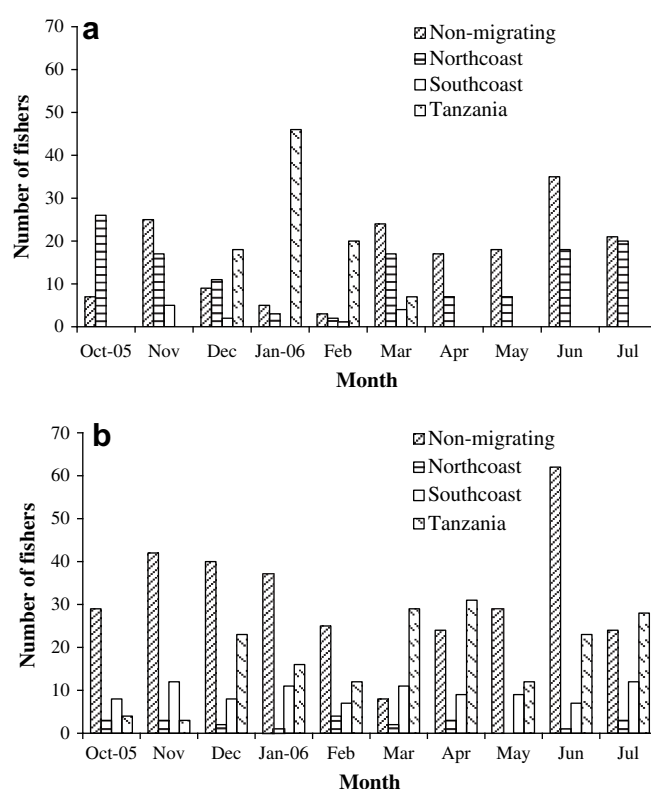 a
70
60
50
40
30
20
10
0
Number of fishers
Non-migrating
Northcoast
Southcoast
Tanzania
Oct-05 Nov Dec Jan-06 Feb Mar Apr May Jun Jul
Month
b
70
60
50
40
30
20
10
0
Number of fishers
Non-migrating
Northcoast
Southcoast
Tanzania
Oct-05 Nov Dec Jan-06 Feb Mar Apr May Jun Jul
Month